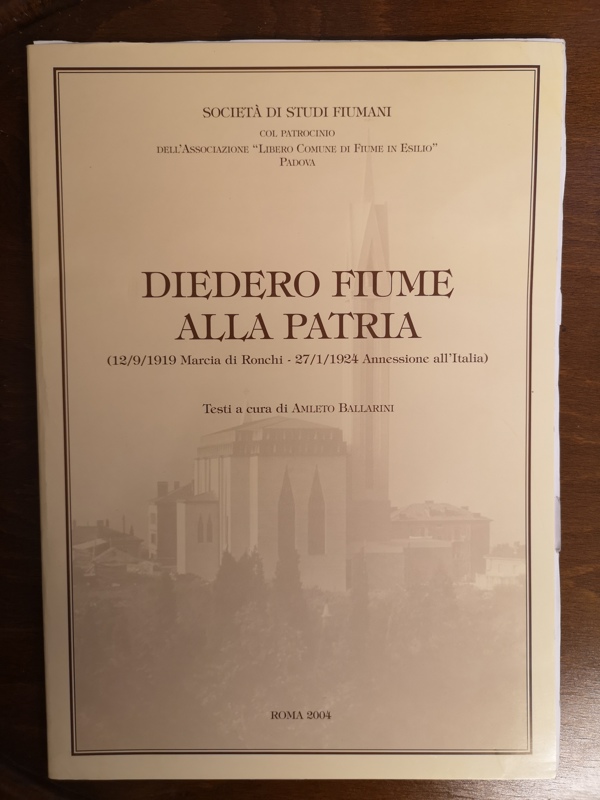 SOCIETÀ DI STUDI FIUMANI
COL PATROCINIO
DELL'ASSOCIAZIONE "LIBERO COMUNE DI FIUME IN ESILIO"
PADOVA
DIEDERO FIUME
ALLA PATRIA
(12/9/1919 Marcia di Ronchi - 27/1/1924 Annessione all'Italia)
Testi a cura di AMLETO BALLARINI
ROMA 2004